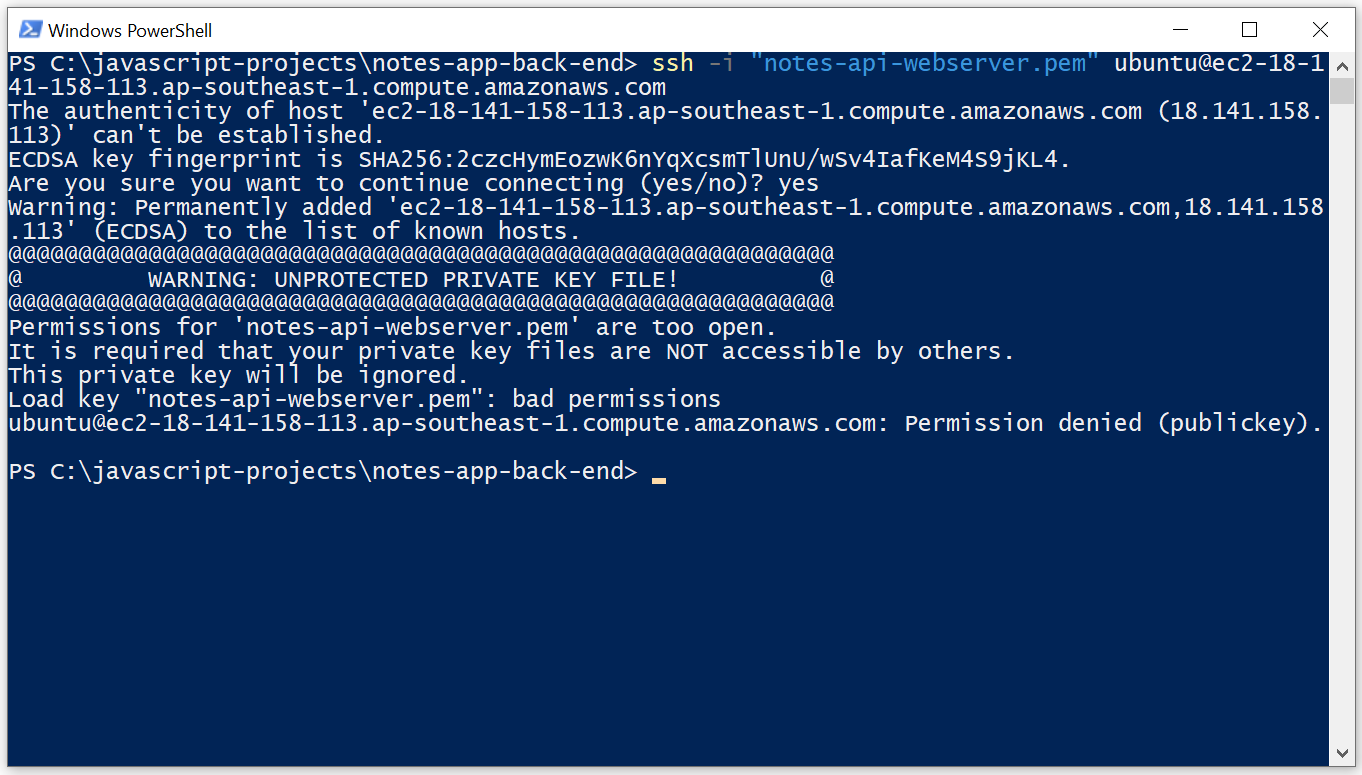 Windows PowerShell
PS C:\javascript-projects\notes-app-back-end> ssh -i "notes-api-webserver.pem" ubuntu@ec2-18-1
41-158-113.ap-southeast-1.compute.amazonaws.com
The authenticity of host 'ec2-18-141-158-113.ap-southeast-1.compute.amazonaws.com (18.141.158.
113)' can't be established.
ECDSA key fingerprint is SHA256:2czcHymEozwK6nYqXcsmTlUnU/wSv4IafKeM4S9jKL4.
Are you sure you want to continue connecting (yes/no)? yes
Warning: Permanently added 'ec2-18-141-158-113.ap-southeast-1.compute.amazonaws.com,18.141.158
.113' (ECDSA) to the list of known hosts.
@@@@@@@@@@@@@@@@@@@@@@@@@@@@@@@@@@@@@@@@@@@@@@@@@@@@@@@@@@@
@         WARNING: UNPROTECTED PRIVATE KEY FILE!          @
@@@@@@@@@@@@@@@@@@@@@@@@@@@@@@@@@@@@@@@@@@@@@@@@@@@@@@@@@@@
Permissions for 'notes-api-webserver.pem' are too open.
It is required that your private key files are NOT accessible by others.
This private key will be ignored.
Load key "notes-api-webserver.pem": bad permissions
ubuntu@ec2-18-141-158-113.ap-southeast-1.compute.amazonaws.com: Permission denied (publickey).
PS C:\javascript-projects\notes-app-back-end>